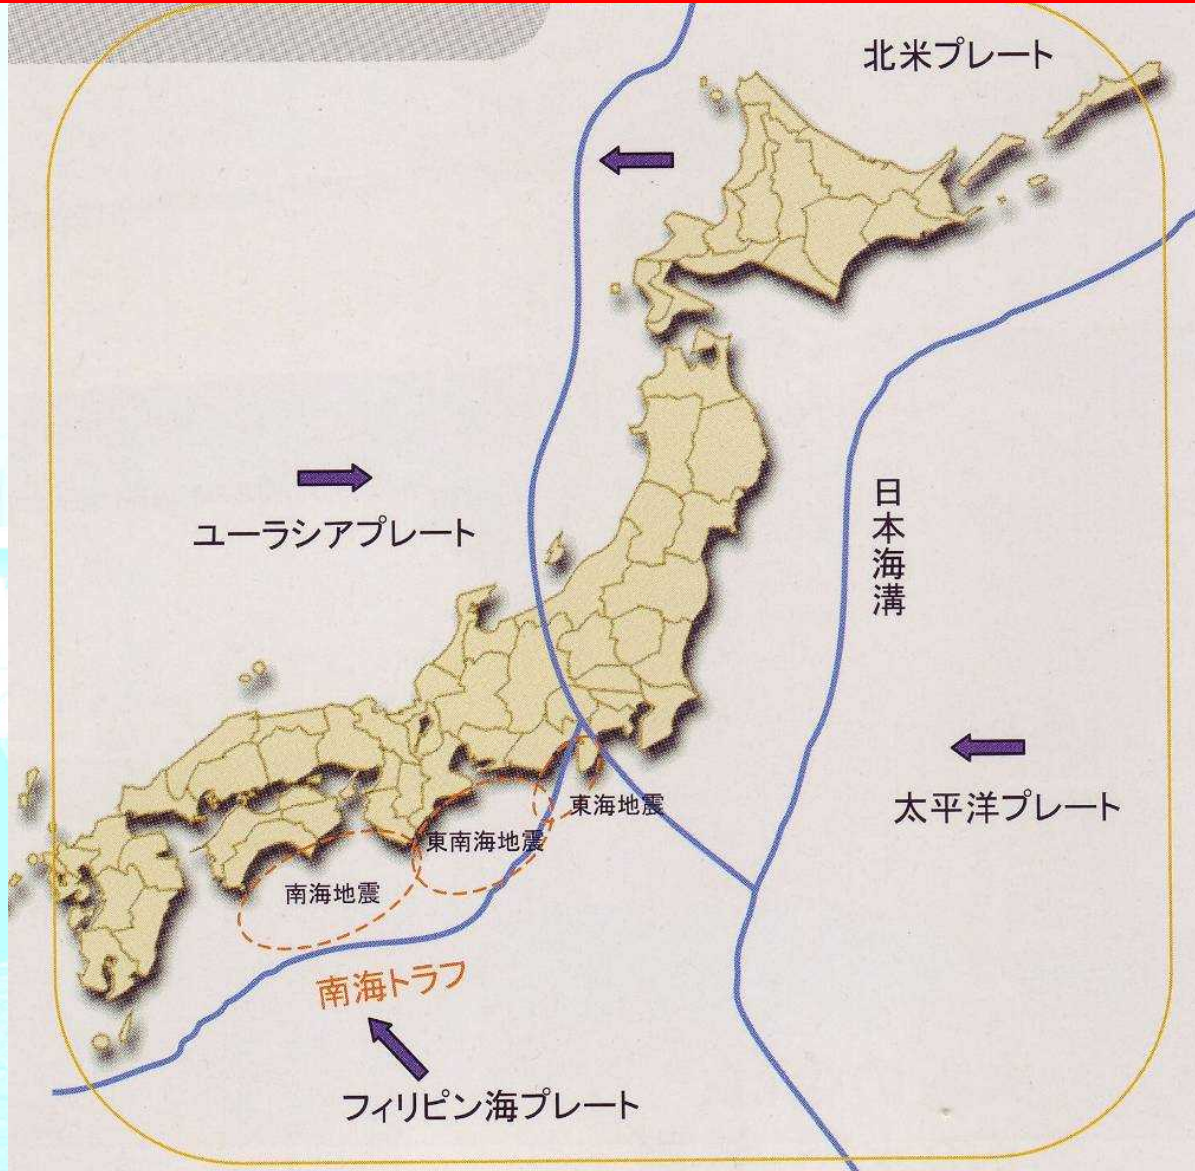 北米プレート
ユーラシアプレート
日本海溝
太平洋プレート
東海地震
東南海地震
南海地震
南海トラフ
フィリピン海プレート